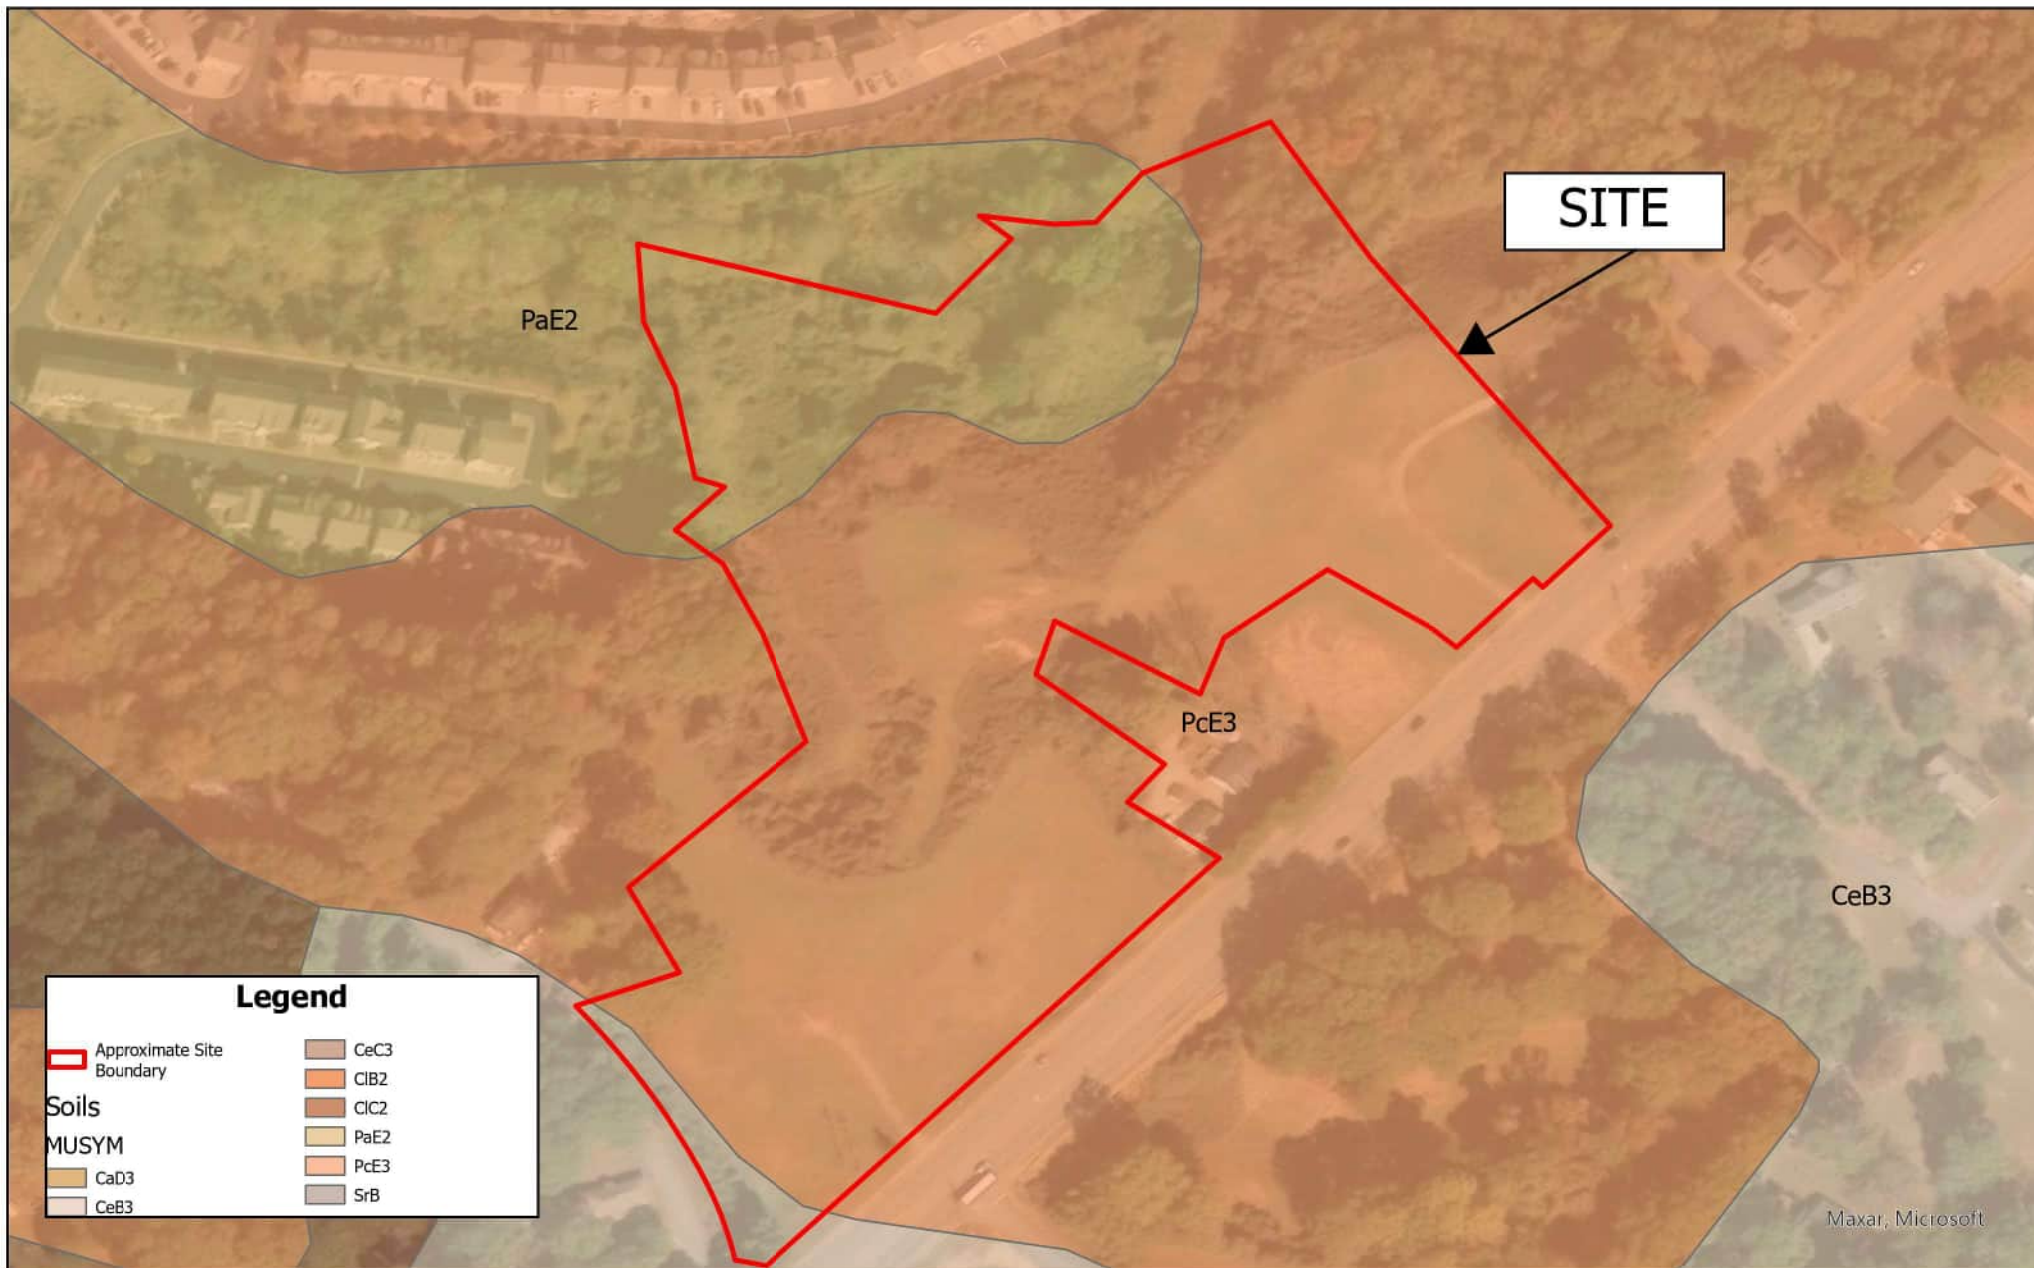 SITE
PaE2
PcE3
CeB3
Legend
Approximate Site
Boundary
Soils
MUSYM
CaD3
CeB3
CeC3
ClB2
ClC2
PaE2
PcE3
SrB
Maxar, Microsoft